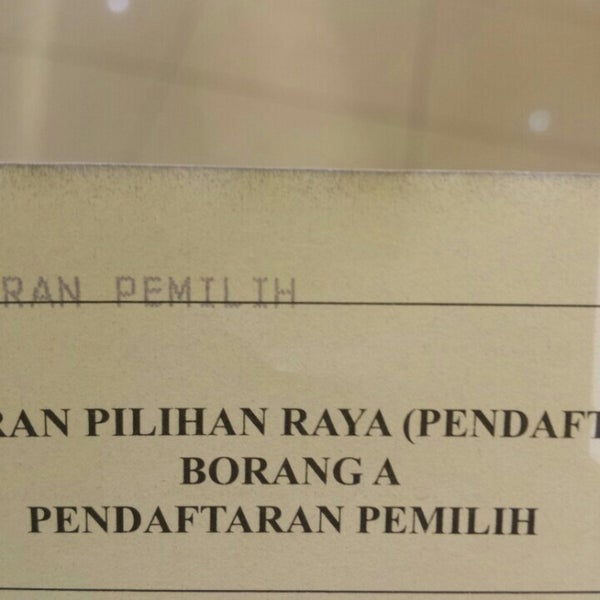 RAN PEMILIH
RAN PILIHAN RAYA (PENDAFT
BORANG A
PENDAFTARAN PEMILIH